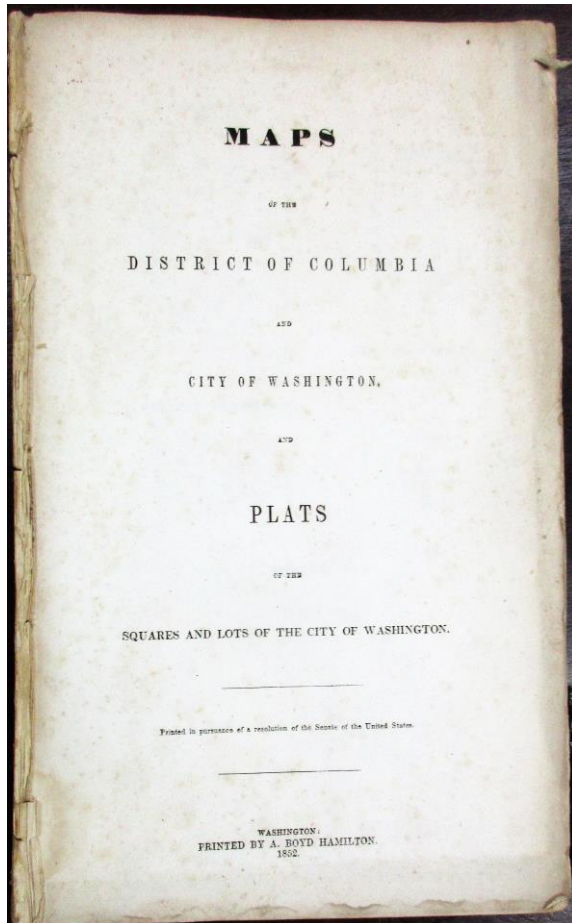 MAPS
OF THE
DISTRICT OF COLUMBIA
AND
CITY OF WASHINGTON,
AND
PLATS
OF THE
SQUARES AND LOTS OF THE CITY OF WASHINGTON.
Printed in pursuance of a resolution of the Senate of the United States.
WASHINGTON:
PRINTED BY A. BOYD HAMILTON.
1852.